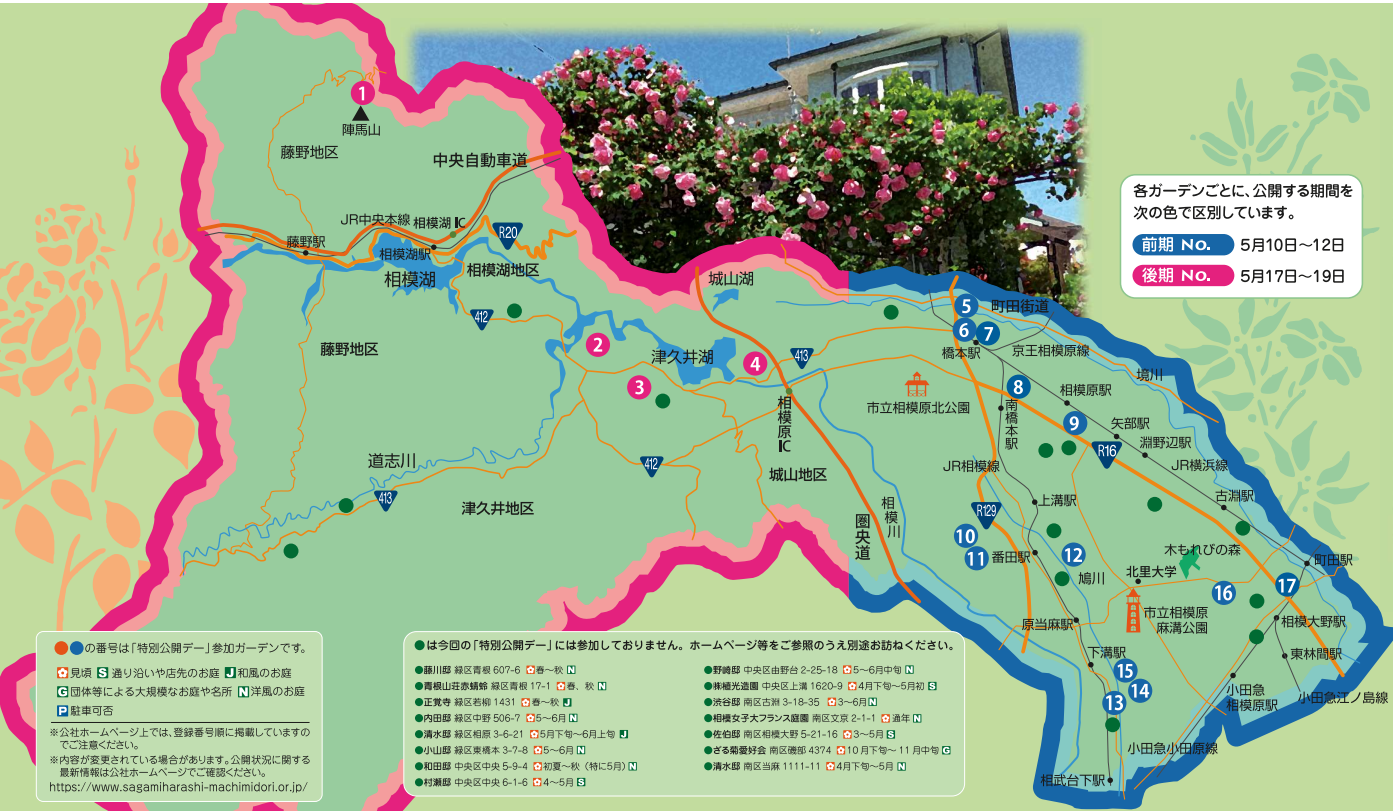 1
陣馬山
藤野地区
中央自動車道
JR中央本線
相模湖 IC
藤野駅
相模湖駅
R20
相模湖
相模湖地区
412
藤野地区
2
津久井湖
3
4
413
城山湖
相模原IC
道志川
413
412
津久井地区
城山地区
圏央道
相模川
各ガーデンごとに、公開する期間を
次の色で区別しています。
前期 No. 5月10日〜12日
後期 No. 5月17日〜19日
5
町田街道
6
7
橋本駅
京王相模原線
境川
8
相模原駅
市立相模原北公園
南橋本駅
9
矢部駅
淵野辺駅
R16
JR相模線
JR横浜線
上溝駅
古淵駅
R129
10
11
番田駅
12
木もれびの森
町田駅
鳩川
北里大学
16
17
原当麻駅
市立相模原
麻溝公園
相模大野駅
下溝駅
東林間駅
15
14
13
小田急
相模原駅
小田急江ノ島線
小田急小田原線
相武台下駅
●●の番号は「特別公開デー」参加ガーデンです。
見頃 S 通り沿いや店先のお庭 J 和風のお庭
G 団体等による大規模なお庭や名所 N 洋風のお庭
P 駐車可否
※公社ホームページ上では、登録番号順に掲載していますの
でご注意ください。
※内容が変更されている場合があります。公開状況に関する
最新情報は公社ホームページでご確認ください。
https://www.sagamiharashi-machimidori.or.jp/
●は今回の「特別公開デー」には参加しておりません。ホームページ等をご参照のうえ別途お訪ねください。
●藤川邸 緑区青根 607-6 春〜秋 N
●青根山荘赤蜻蛉 緑区青根 17-1 春、秋 N
●正覚寺 緑区若柳 1431 春〜秋 J
●内田邸 緑区中野 506-7 5〜6月 N
●清水邸 緑区相原 3-6-21 5月下旬〜6月上旬 J
●小山邸 緑区東橋本 3-7-8 5〜6月 N
●和田邸 中央区中央 5-9-4 初夏〜秋（特に5月） N
●村瀬邸 中央区中央 6-1-6 4〜5月 S
●野崎邸 中央区由野台 2-25-18 5〜6月中旬 N
●㈱植光造園 中央区上溝 1620-9 4月下旬〜5月初 S
●渋谷邸 南区古淵 3-18-35 3〜6月 N
●相模女子大フランス庭園 南区文京 2-1-1 通年 N
●佐伯邸 南区相模大野 5-21-16 3〜5月 S
●ざる菊愛好会 南区磯部 4374 10月下旬〜11月中旬 G
●清水邸 南区当麻 1111-11 4月下旬〜5月 N